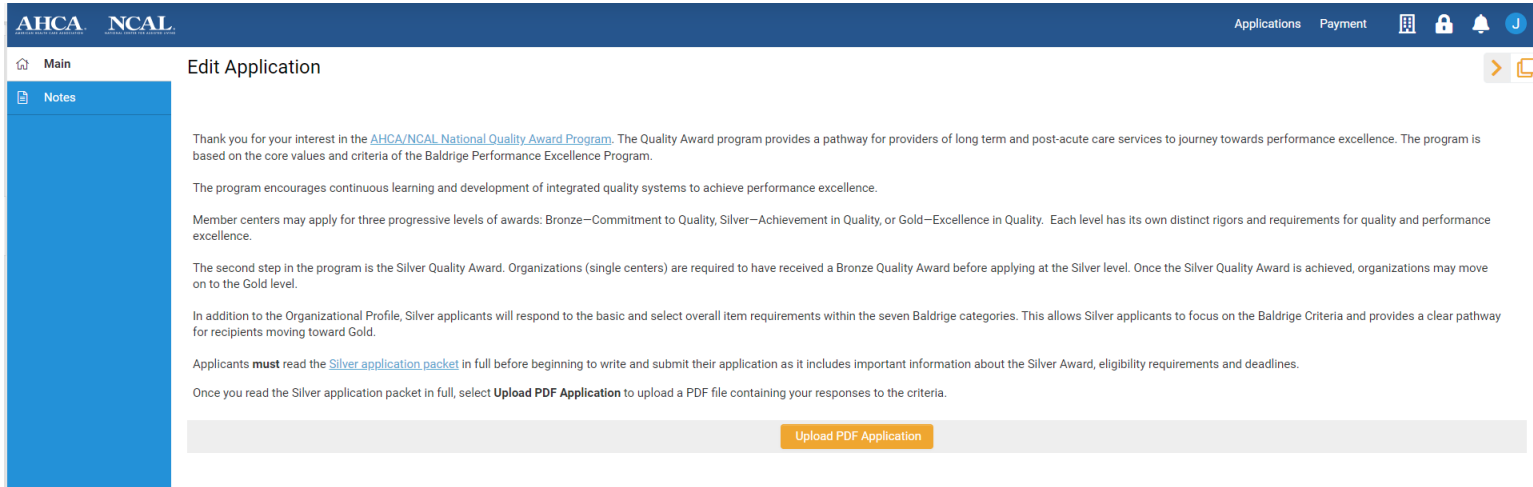 AHCA. NCAL.
AMERICAN HEALTH CARE ASSOCIATION NATIONAL CENTER FOR ASSISTED LIVING
Applications Payment J
Main
Edit Application
Notes
Thank you for your interest in the AHCA/NCAL National Quality Award Program. The Quality Award program provides a pathway for providers of long term and post-acute care services to journey towards performance excellence. The program is
based on the core values and criteria of the Baldrige Performance Excellence Program.
The program encourages continuous learning and development of integrated quality systems to achieve performance excellence.
Member centers may apply for three progressive levels of awards: Bronze—Commitment to Quality, Silver—Achievement in Quality, or Gold—Excellence in Quality.  Each level has its own distinct rigors and requirements for quality and performance
excellence.
The second step in the program is the Silver Quality Award. Organizations (single centers) are required to have received a Bronze Quality Award before applying at the Silver level. Once the Silver Quality Award is achieved, organizations may move
on to the Gold level.
In addition to the Organizational Profile, Silver applicants will respond to the basic and select overall item requirements within the seven Baldrige categories. This allows Silver applicants to focus on the Baldrige Criteria and provides a clear pathway
for recipients moving toward Gold.
Applicants must read the Silver application packet in full before beginning to write and submit their application as it includes important information about the Silver Award, eligibility requirements and deadlines.
Once you read the Silver application packet in full, select Upload PDF Application to upload a PDF file containing your responses to the criteria.
Upload PDF Application